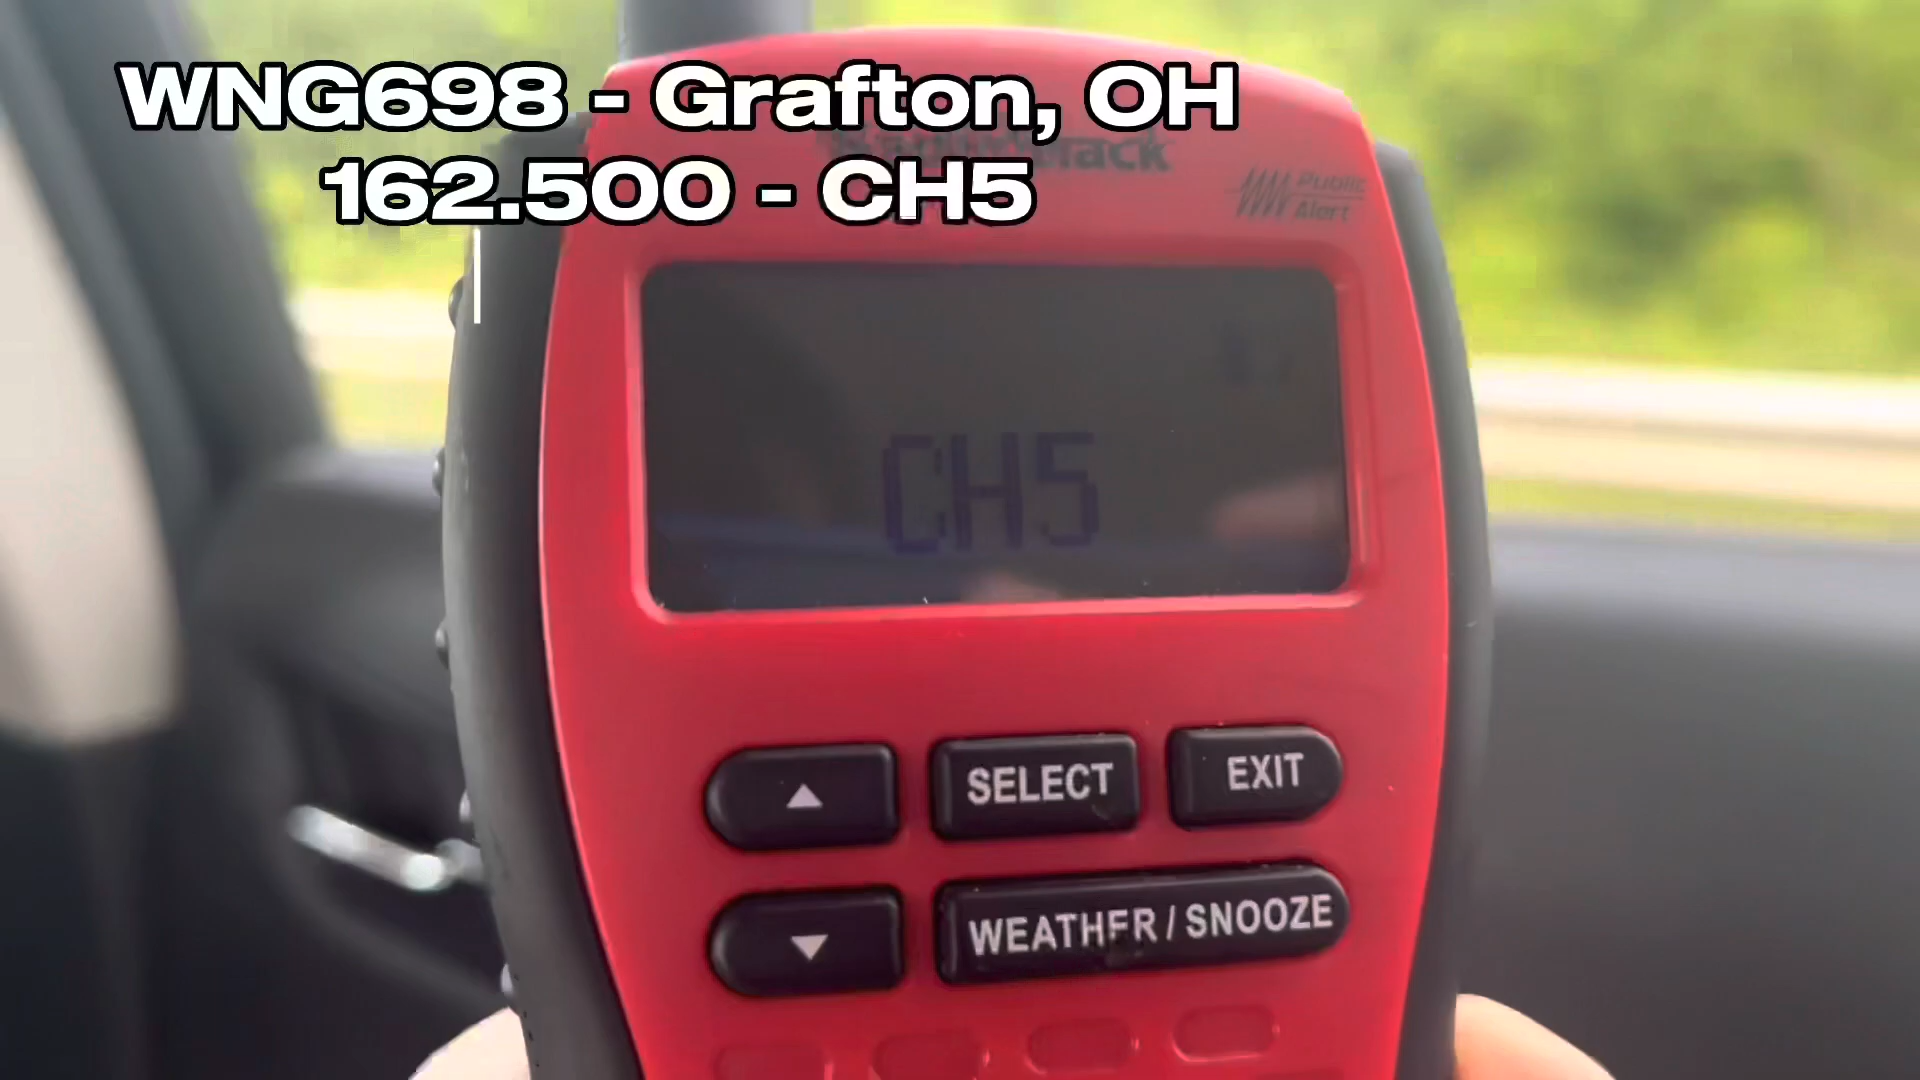 WNG698 - Grafton, OH
162.500 - CH5
Public
Alert
CH5
SELECT
EXIT
WEATHER / SNOOZE